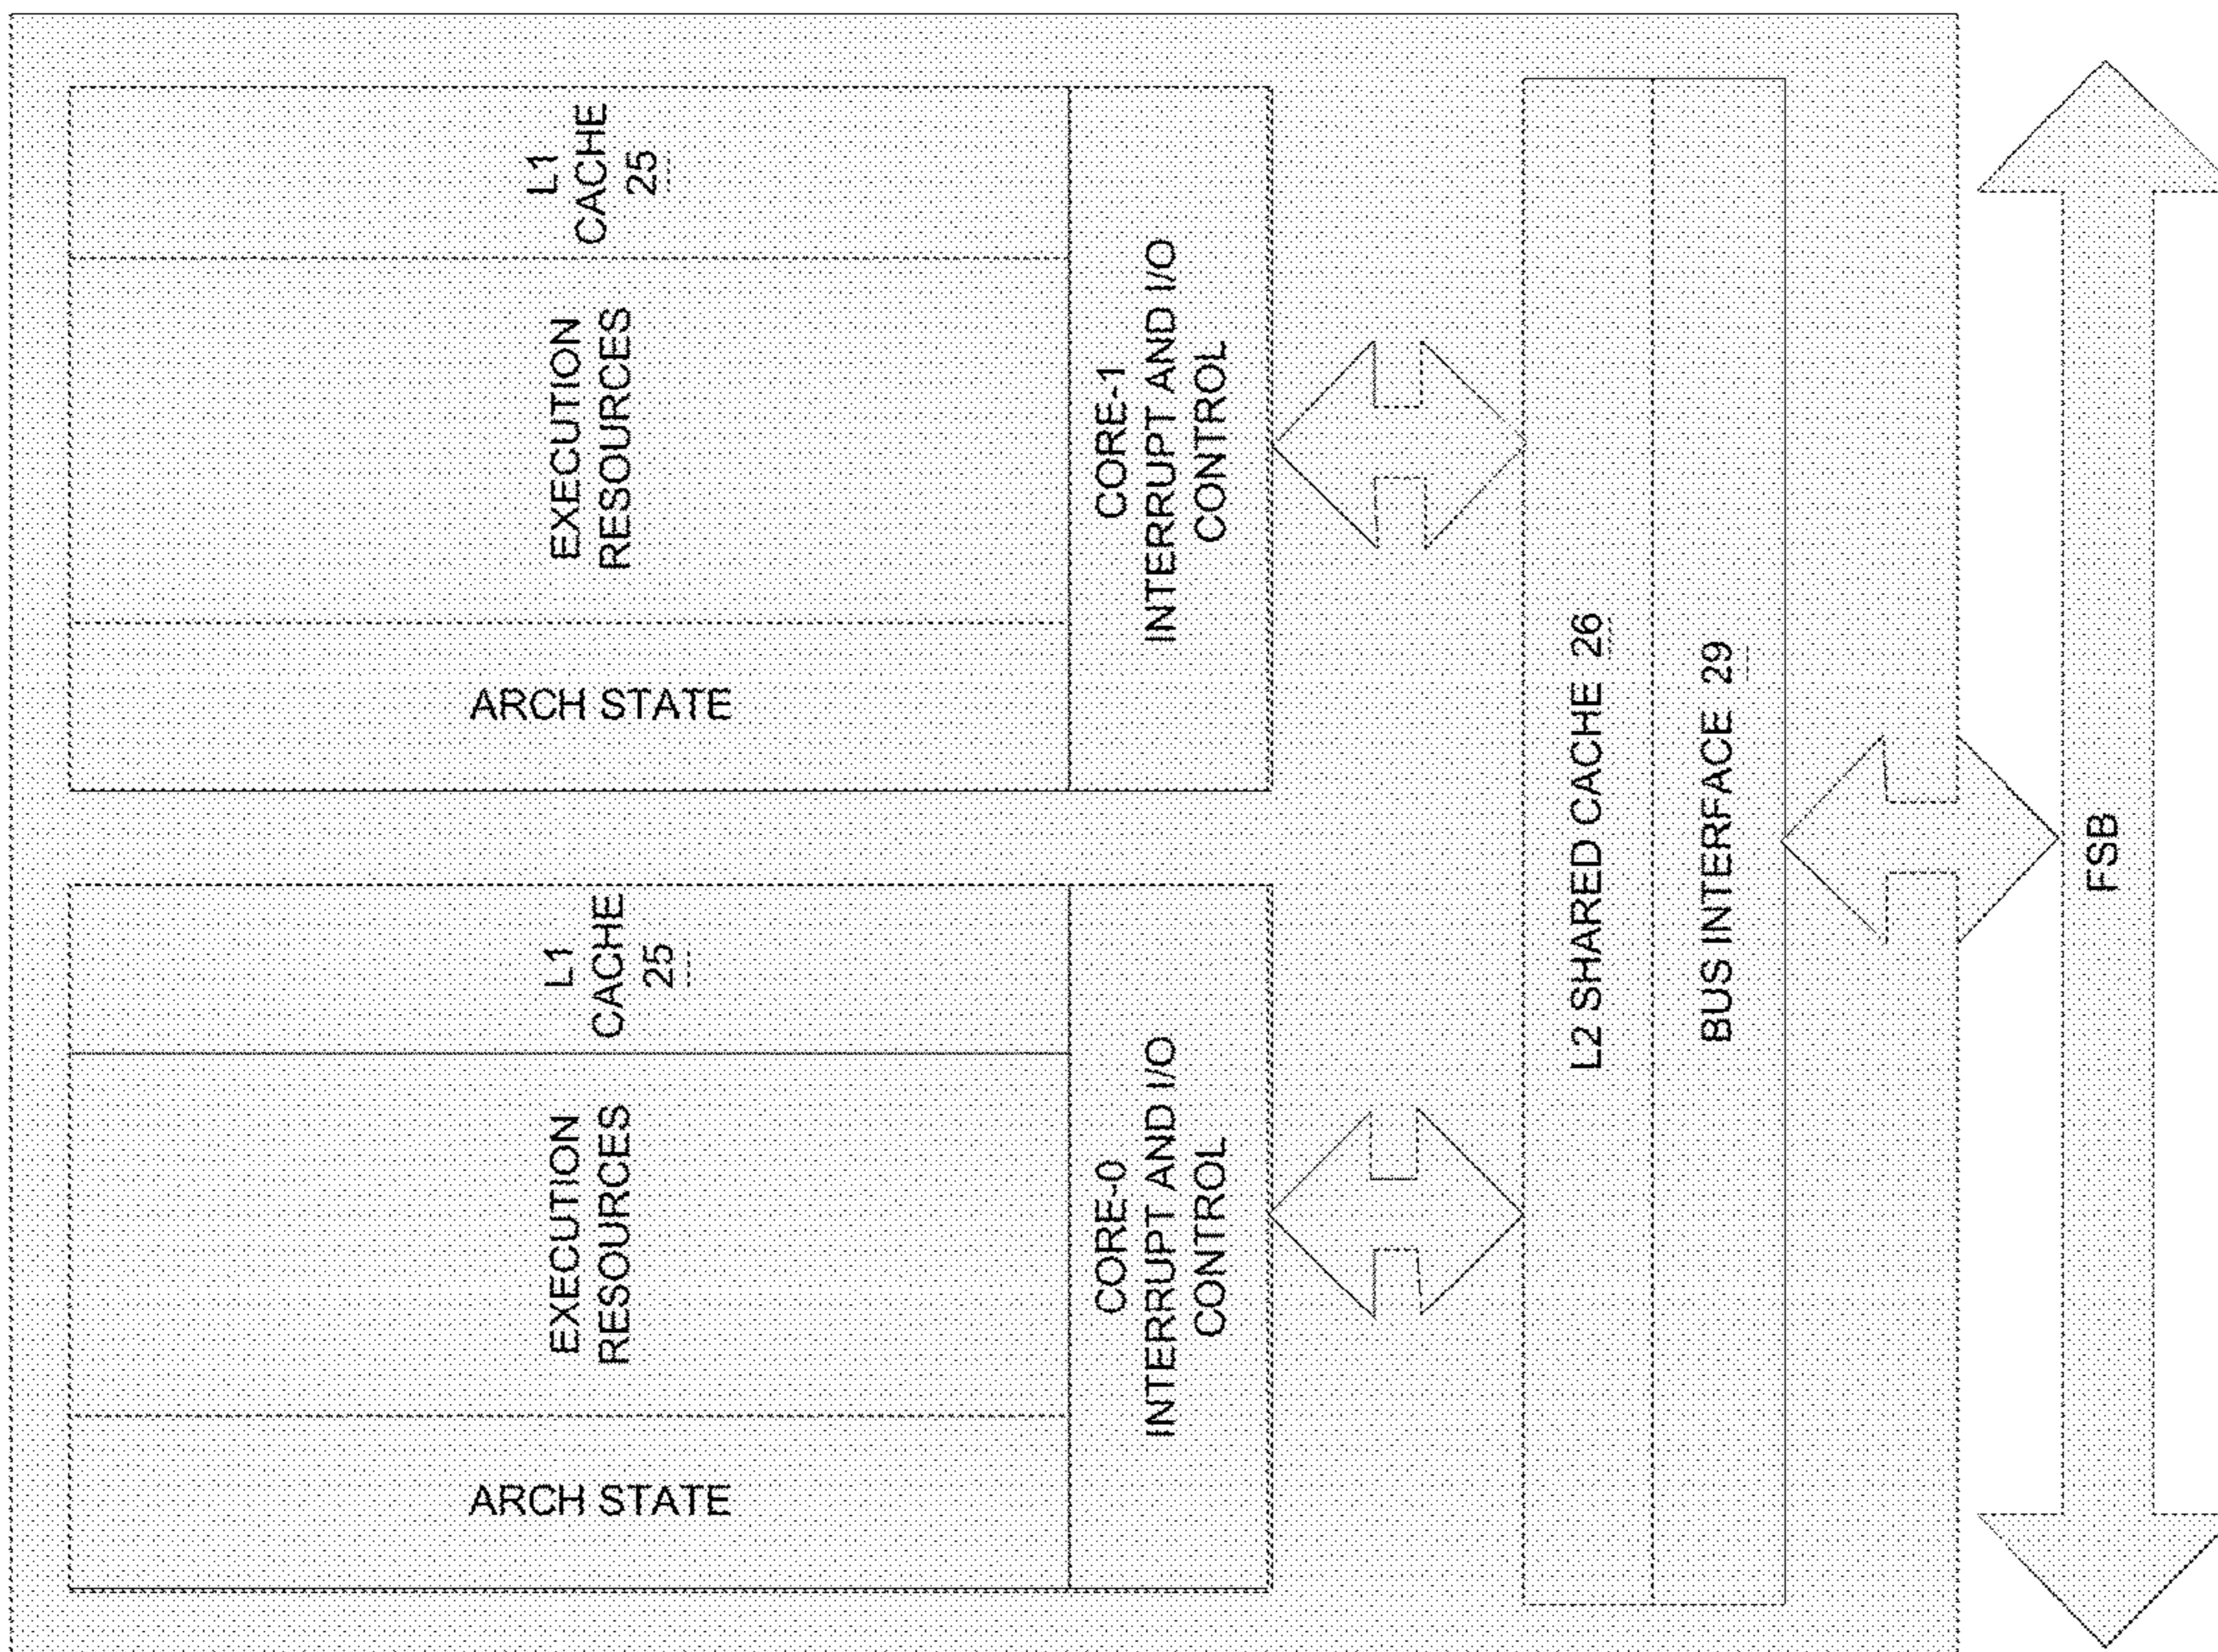 ARCH STATE
EXECUTION
RESOURCES
L1
CACHE
25
CORE-0
INTERRUPT AND I/O
CONTROL
ARCH STATE
EXECUTION
RESOURCES
L1
CACHE
25
CORE-1
INTERRUPT AND I/O
CONTROL
L2 SHARED CACHE 26
BUS INTERFACE 29
FSB